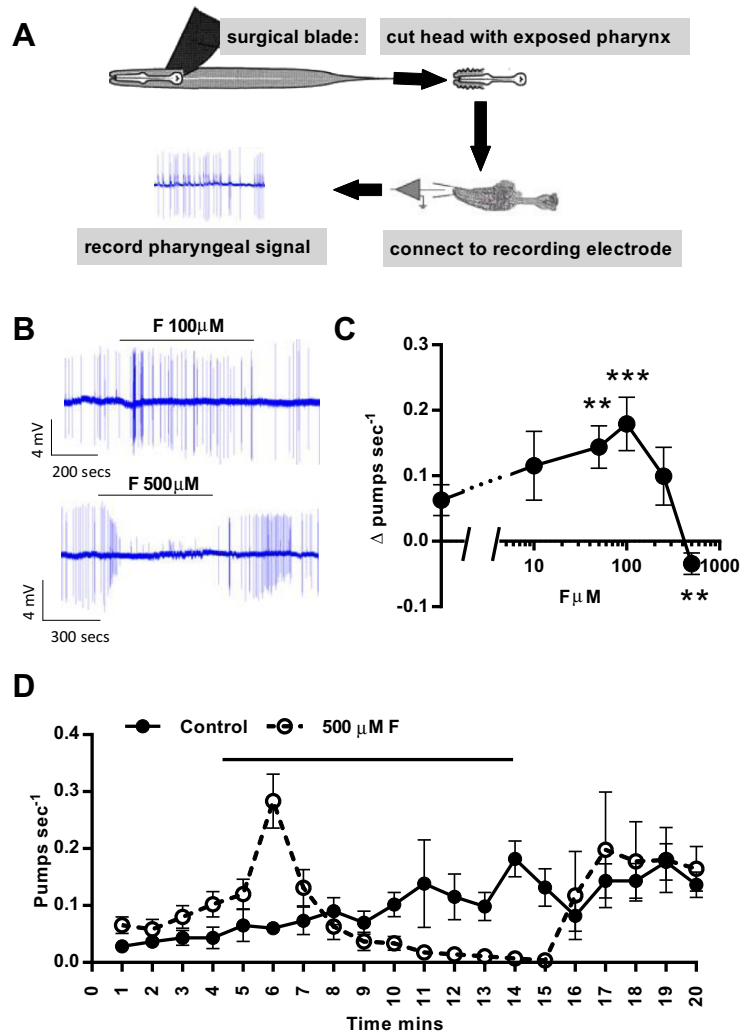 A
surgical blade:
cut head with exposed pharynx
record pharyngeal signal
connect to recording electrode
B
F 100μM
4 mV
200 secs
F 500μM
4 mV
300 secs
C
Δ pumps sec-1
0.3
0.2
0.1
0.0
-0.1
**
***
**
10
100
1000
FμM
D
Control
500 μM F
Pumps sec-1
0.4
0.3
0.2
0.1
0.0
0 1 2 3 4 5 6 7 8 9 10 11 12 13 14 15 16 17 18 19 20
Time mins